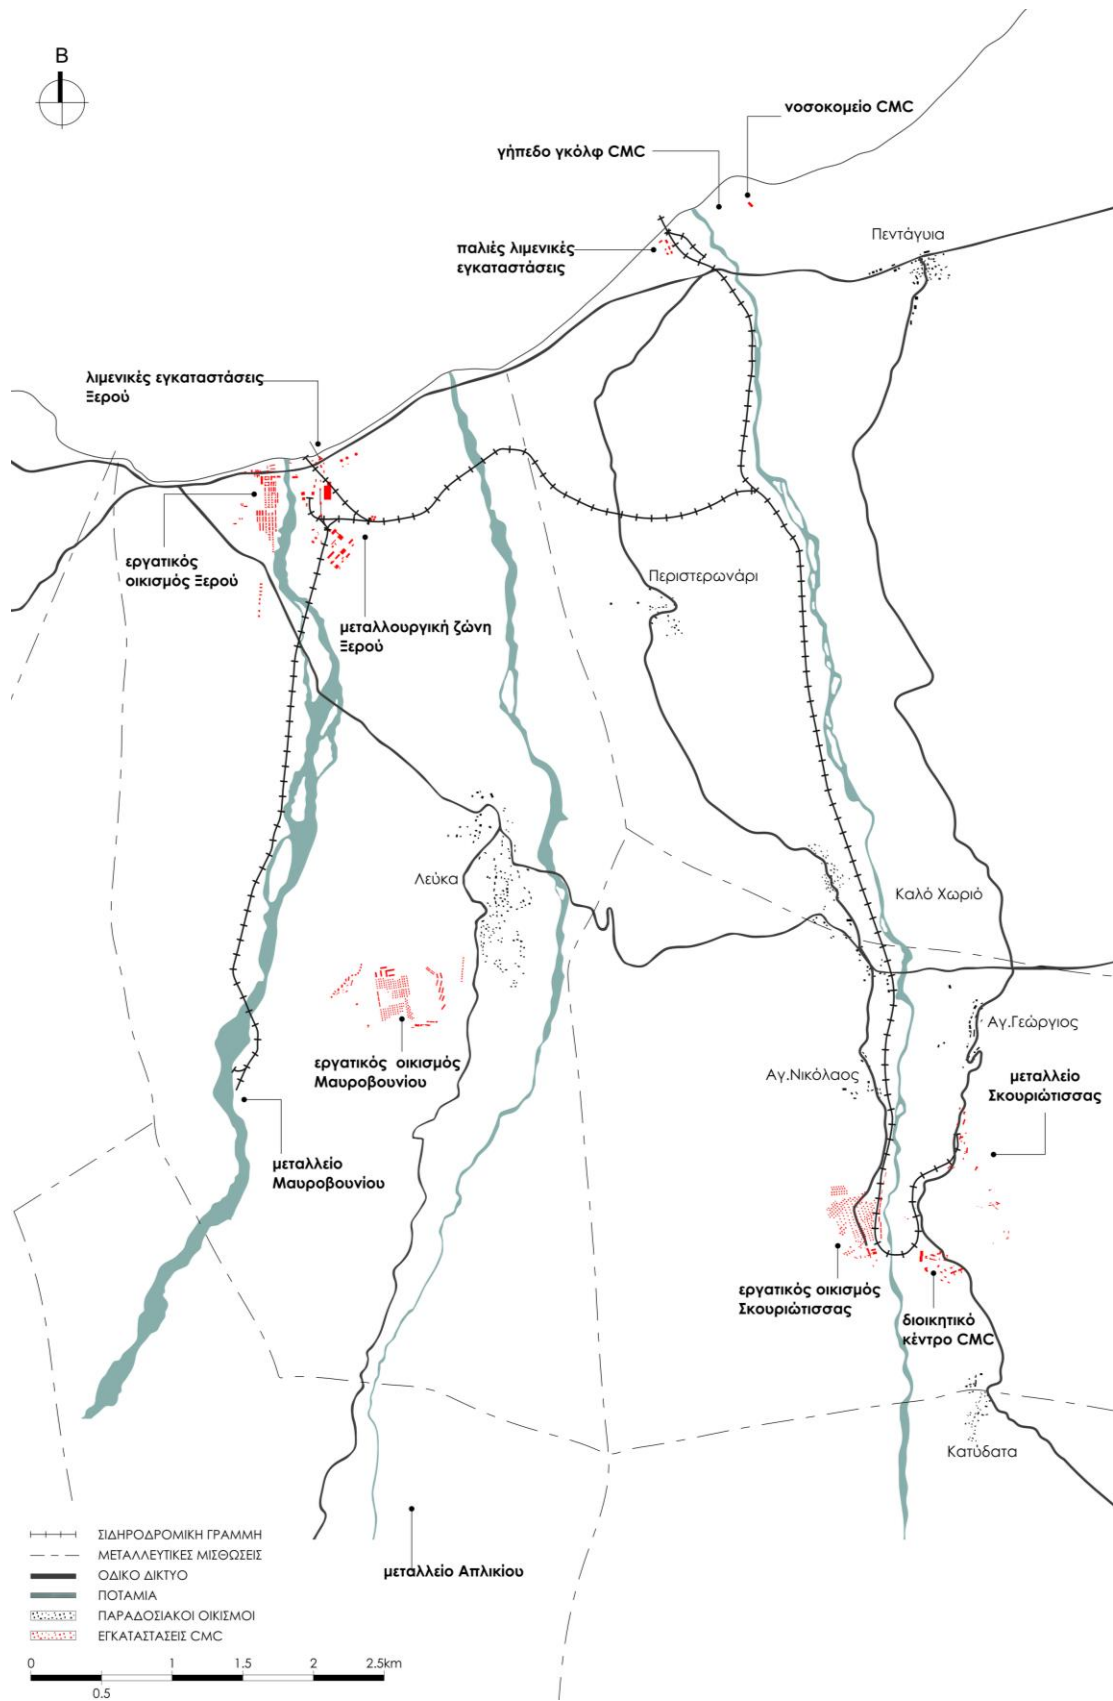 Β
νοσοκομείο CMC
γήπεδο γκόλφ CMC
Πεντάγυια
παλιές λιμενικές
εγκαταστάσεις
λιμενικές εγκαταστάσεις
Ξερού
εργατικός
οικισμός Ξερού
Περιστερωνάρι
μεταλλουργική ζώνη
Ξερού
Λεύκα
Καλό Χωριό
Αγ.Γεώργιος
εργατικός οικισμός
Μαυροβουνίου
Αγ.Νικόλαος
μεταλλείο
Σκουριώτισσας
μεταλλείο
Μαυροβουνίου
εργατικός οικισμός
Σκουριώτισσας
διοικητικό
κέντρο CMC
Κατύδατα
μεταλλείο Απλικίου
ΣΙΔΗΡΟΔΡΟΜΙΚΗ ΓΡΑΜΜΗ
ΜΕΤΑΛΛΕΥΤΙΚΕΣ ΜΙΣΘΩΣΕΙΣ
ΟΔΙΚΟ ΔΙΚΤΥΟ
ΠΟΤΑΜΙΑ
ΠΑΡΑΔΟΣΙΑΚΟΙ ΟΙΚΙΣΜΟΙ
ΕΓΚΑΤΑΣΤΑΣΕΙΣ CMC
0 1 1.5 2 2.5km
0.5